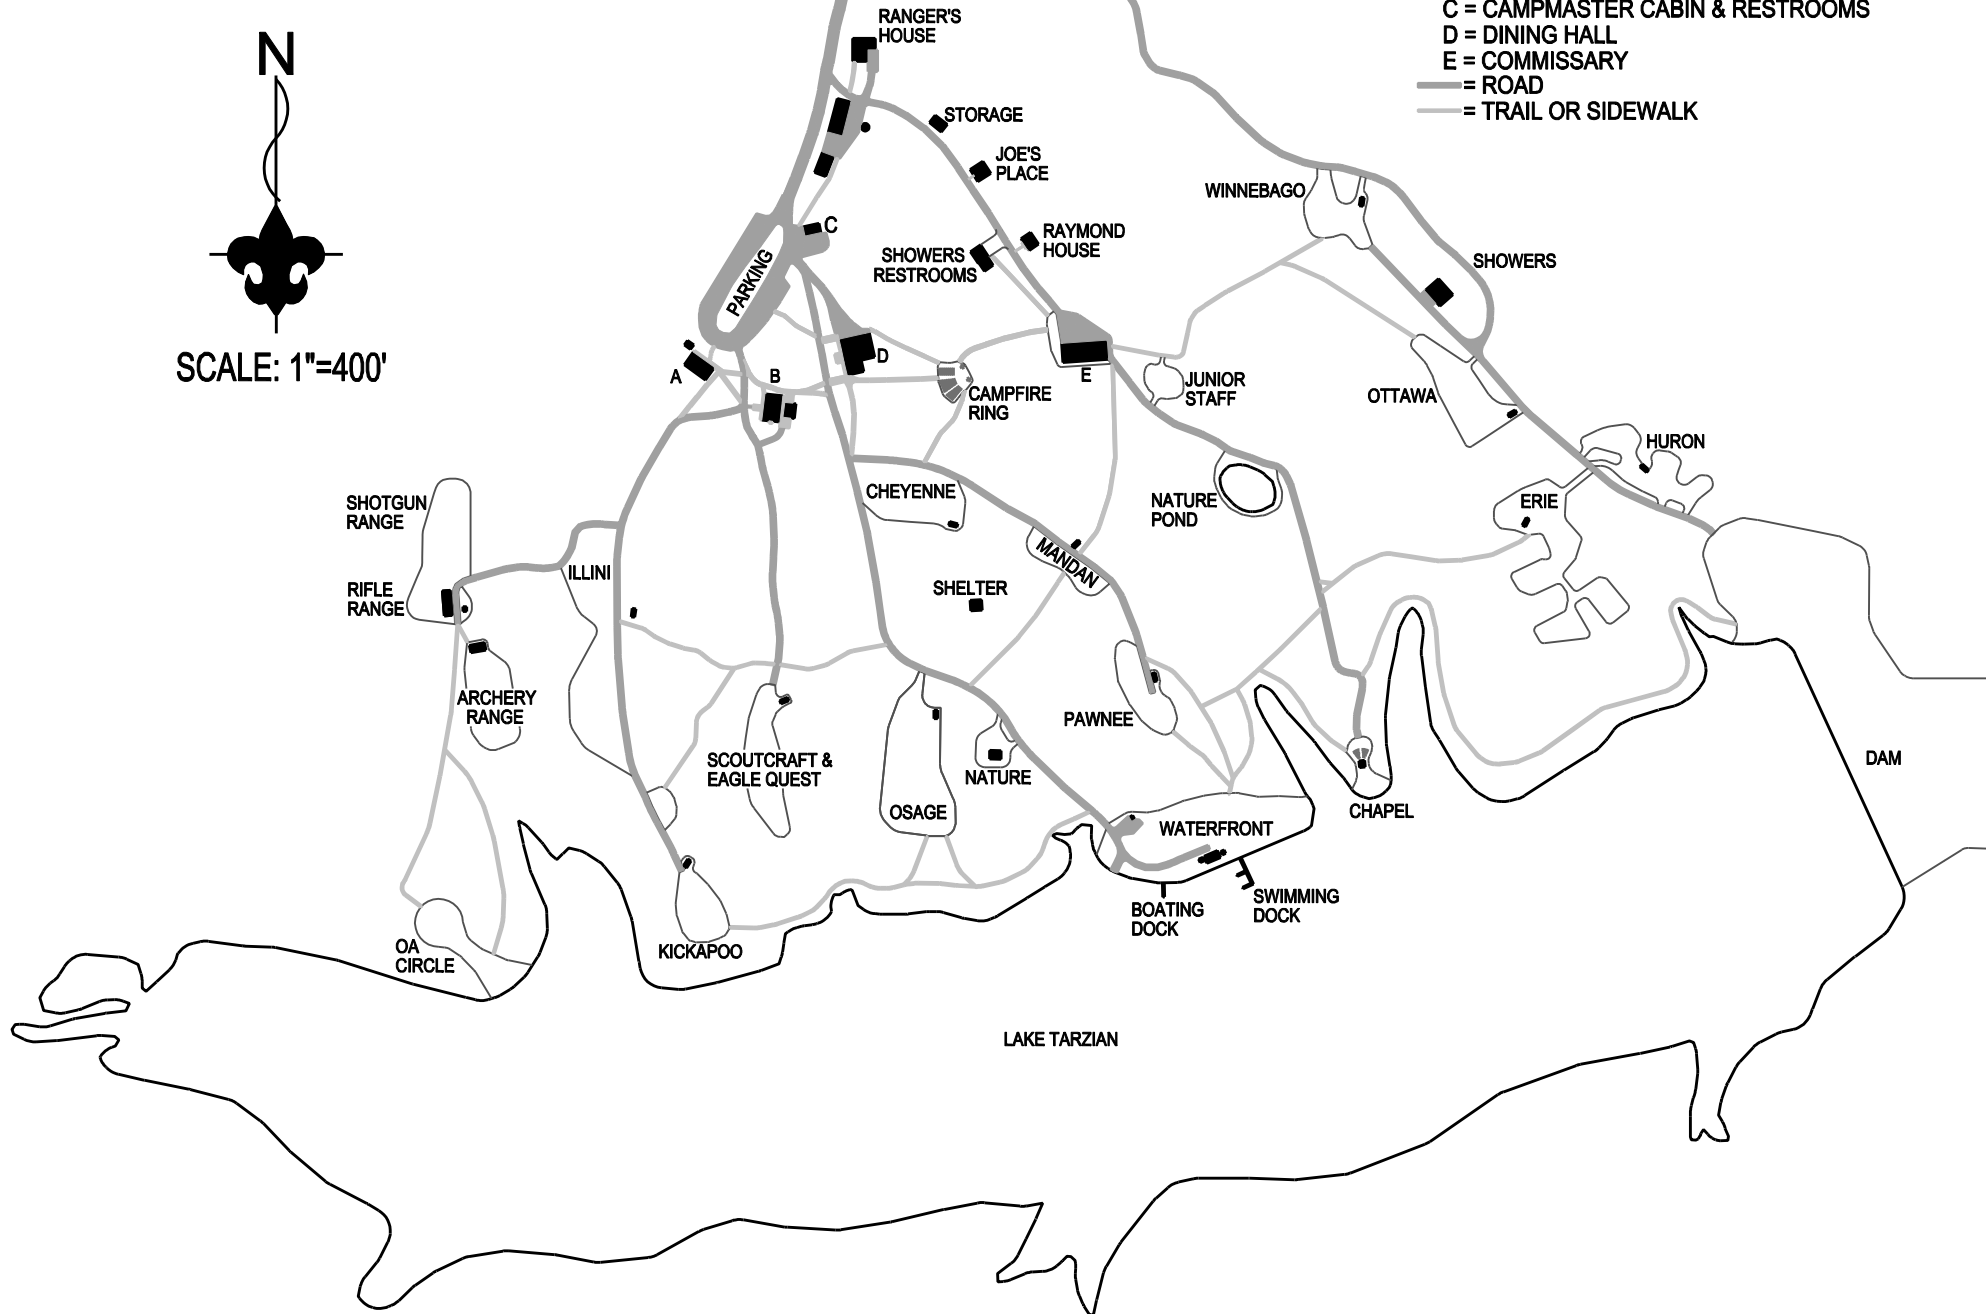 C = CAMPMASTER CABIN & RESTROOMS
D = DINING HALL
E = COMMISSARY
= ROAD
= TRAIL OR SIDEWALK
N
SCALE: 1"=400'
RANGER'S
HOUSE
STORAGE
JOE'S
PLACE
WINNEBAGO
C
RAYMOND
HOUSE
SHOWERS
RESTROOMS
SHOWERS
PARKING
A
B
D
E
CAMPFIRE
RING
JUNIOR
STAFF
OTTAWA
HURON
SHOTGUN
RANGE
CHEYENNE
NATURE
POND
ERIE
ILLINI
MANDAN
RIFLE
RANGE
SHELTER
ARCHERY
RANGE
PAWNEE
SCOUTCRAFT &
EAGLE QUEST
NATURE
DAM
OSAGE
CHAPEL
WATERFRONT
BOATING
DOCK
SWIMMING
DOCK
OA
CIRCLE
KICKAPOO
LAKE TARZIAN